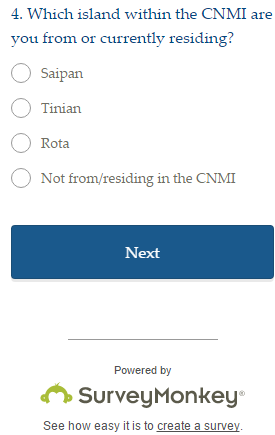 4. Which island within the CNMI are
you from or currently residing?
Saipan
Tinian
Rota
Not from/residing in the CNMI
Next
Powered by
SurveyMonkey®
See how easy it is to create a survey.